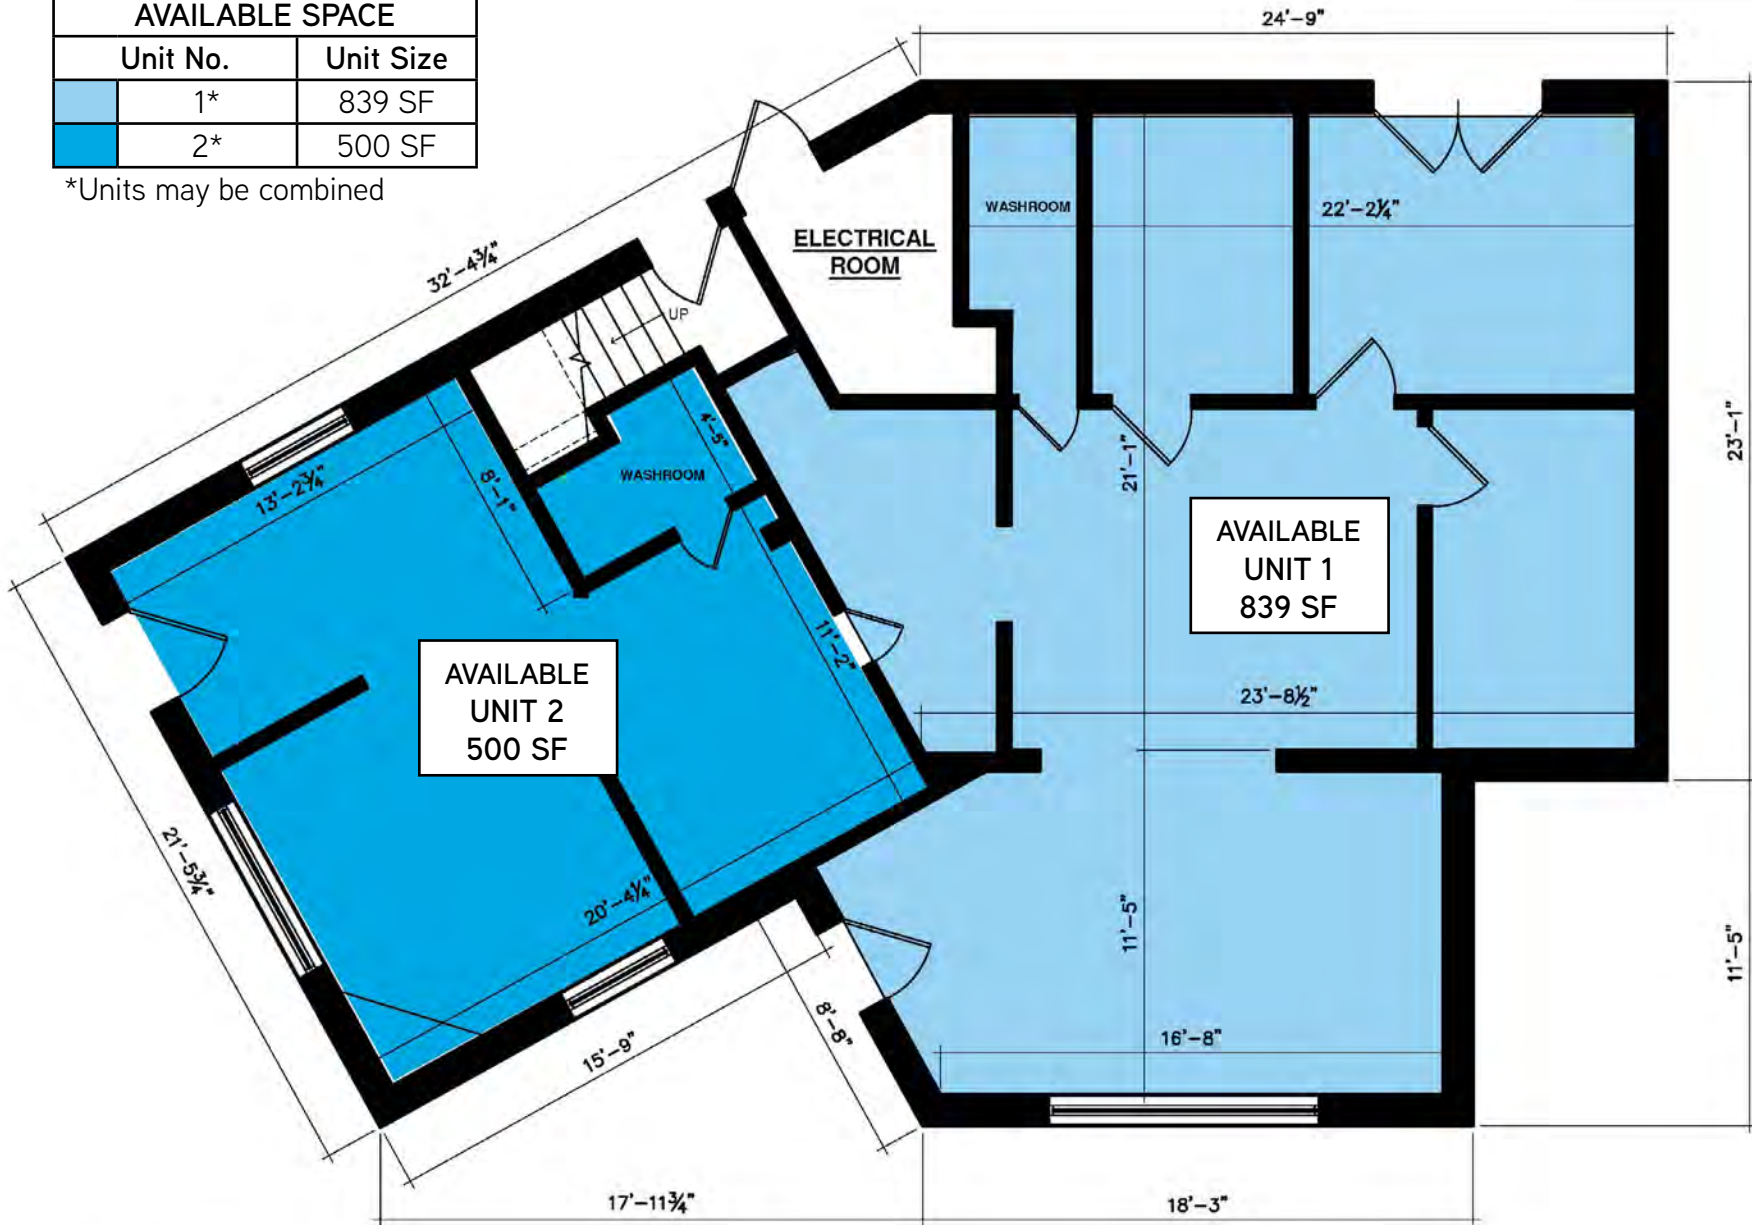 AVAILABLE SPACE
Unit No. Unit Size
1* 839 SF
2* 500 SF
*Units may be combined
24'-9"
32'-4¾"
WASHROOM
22'-2¼"
ELECTRICAL
ROOM
UP
23'-1"
4'-5"
21'-1"
13'-2¾"
8'-1"
WASHROOM
AVAILABLE
UNIT 1
839 SF
11'-2"
AVAILABLE
UNIT 2
500 SF
23'-8½"
21'-5¾"
20'-4¼"
11'-5"
11'-5"
8'-8"
15'-9"
16'-8"
17'-11¾"
18'-3"